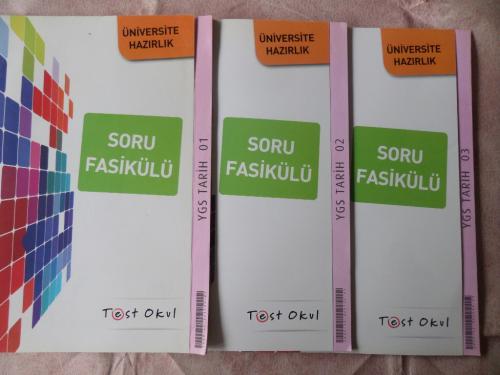 ÜNİVERSİTE
HAZIRLIK
SORU
FASİKÜLÜ
YGS TARİH 01
Test Okul
ÜNİVERSİTE
HAZIRLIK
SORU
FASİKÜLÜ
YGS TARİH 02
Test Okul
ÜNİVERSİTE
HAZIRLIK
SORU
FASİKÜLÜ
YGS TARİH 03
Test Okul